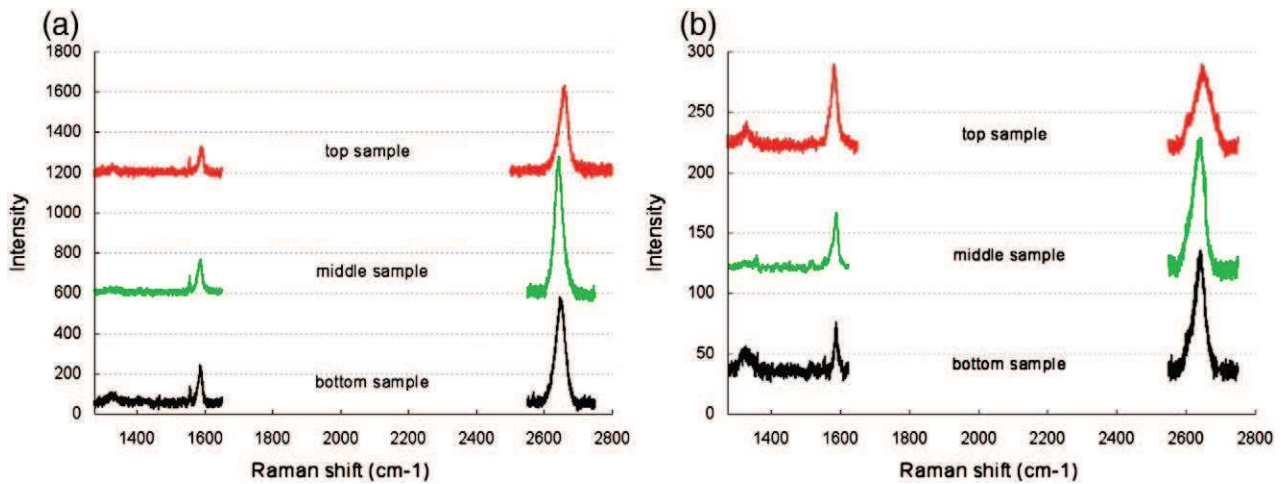 (a)
1800
1600
1400
1200
1000
800
600
400
200
0
Intensity
top sample
middle sample
bottom sample
1400 1600 1800 2000 2200 2400 2600 2800
Raman shift (cm-1)
(b)
300
250
200
150
100
50
0
Intensity
top sample
middle sample
bottom sample
1400 1600 1800 2000 2200 2400 2600 2800
Raman shift (cm-1)